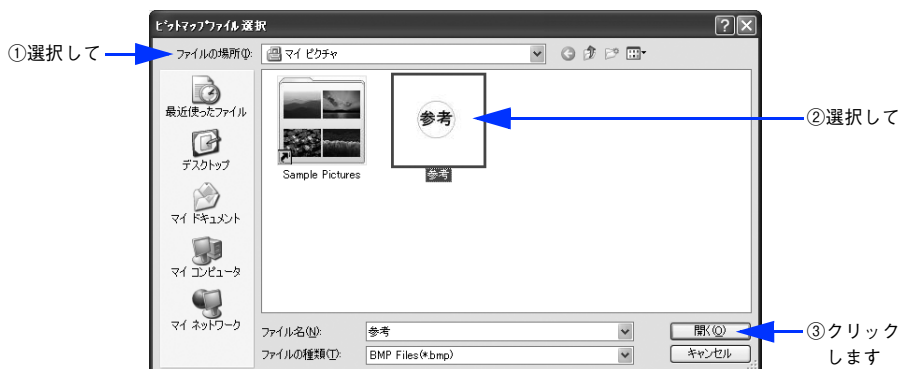 ビットマップファイル選択
①選択して
ファイルの場所(I):
マイ ピクチャ
最近使ったファイル
デスクトップ
マイ ドキュメント
マイ コンピュータ
マイ ネットワーク
Sample Pictures
参考
参考
②選択して
ファイル名(N):
参考
開く(O)
③クリック
します
ファイルの種類(T):
BMP Files(*.bmp)
キャンセル